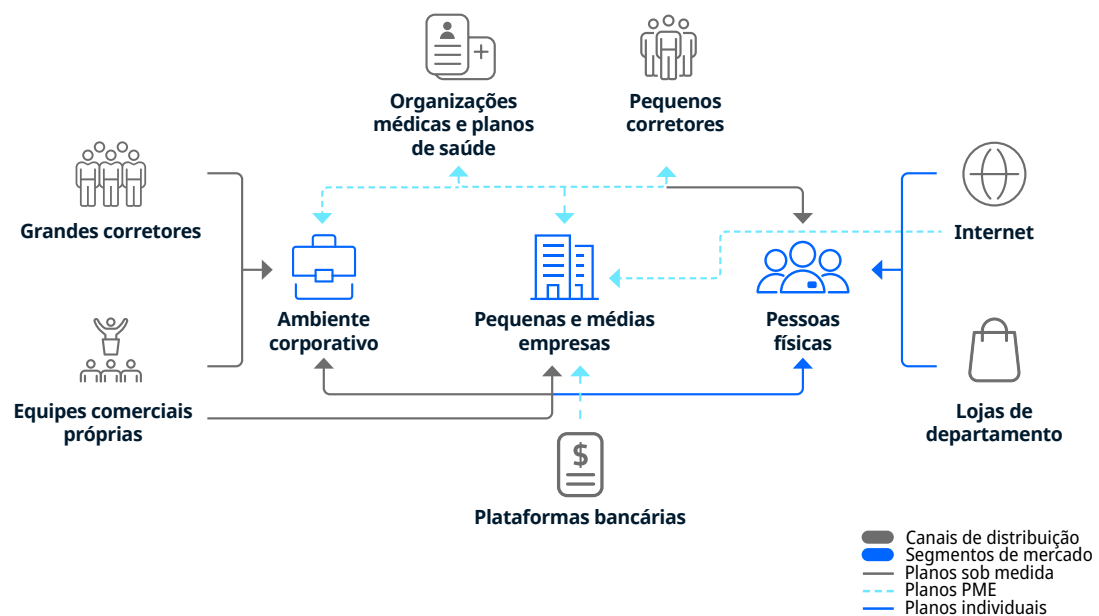 Organizações
médicas e planos
de saúde
Pequenos
corretores
Grandes corretores
Internet
Ambiente
corporativo
Pequenas e médias
empresas
Pessoas
físicas
Equipes comerciais
próprias
Lojas de
departamento
$
Plataformas bancárias
Canais de distribuição
Segmentos de mercado
Planos sob medida
Planos PME
Planos individuais